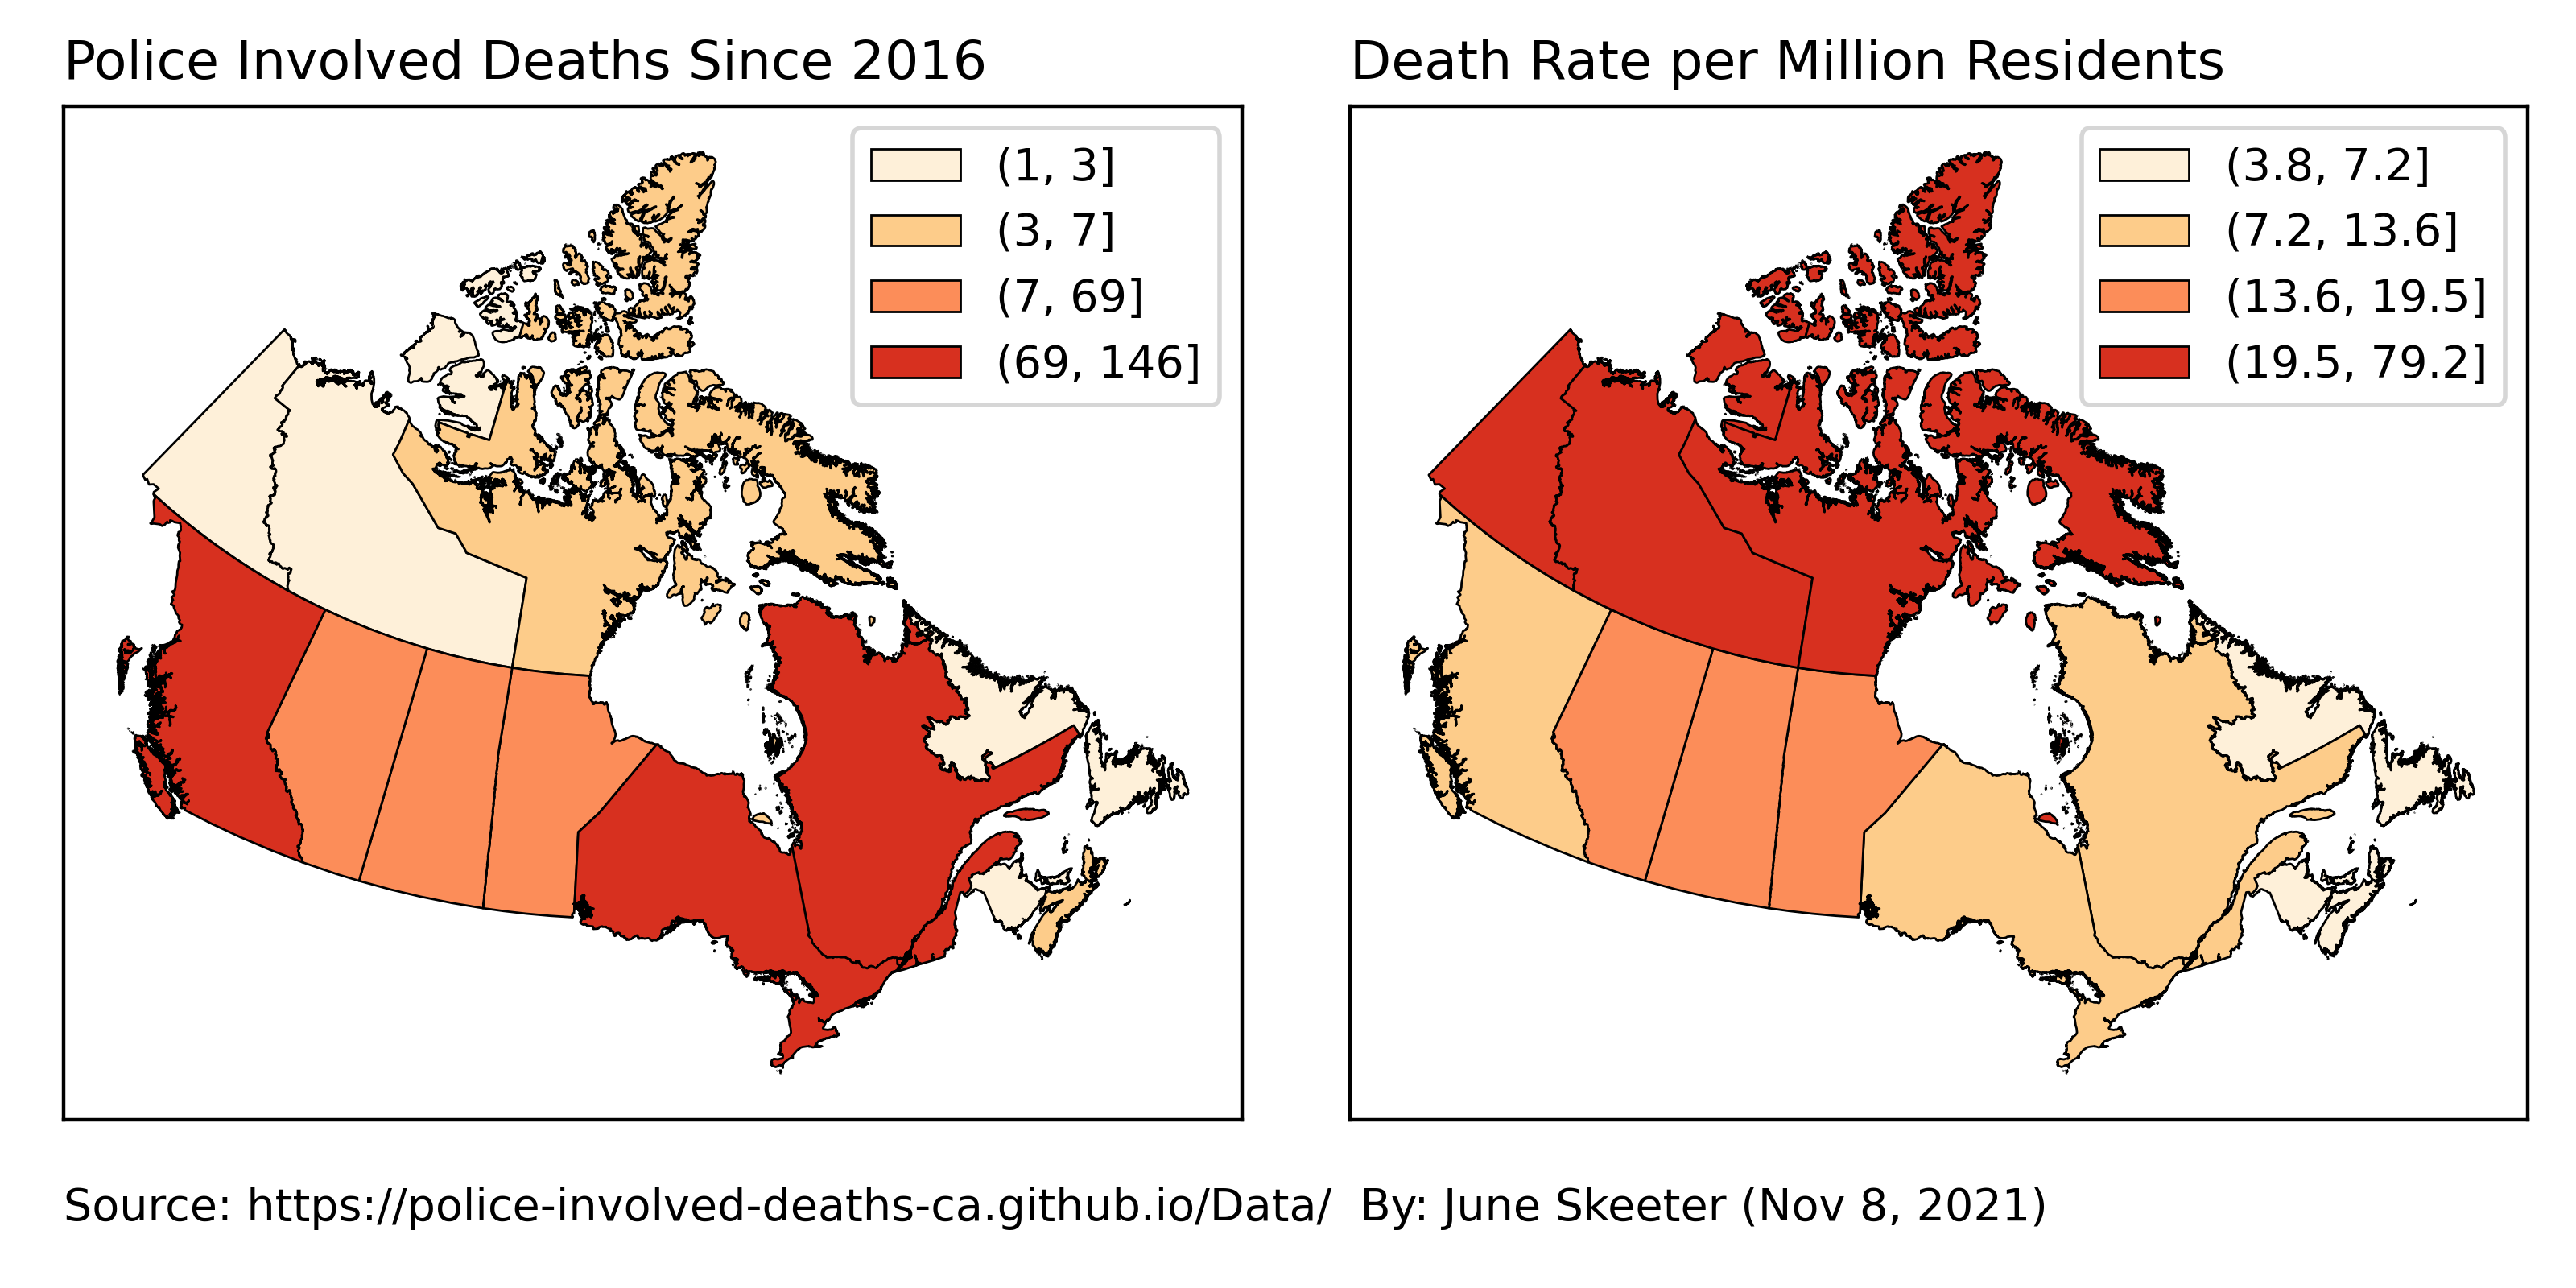 Police Involved Deaths Since 2016
(1, 3]
(3, 7]
(7, 69]
(69, 146]
Death Rate per Million Residents
(3.8, 7.2]
(7.2, 13.6]
(13.6, 19.5]
(19.5, 79.2]
Source: https://police-involved-deaths-ca.github.io/Data/  By: June Skeeter (Nov 8, 2021)